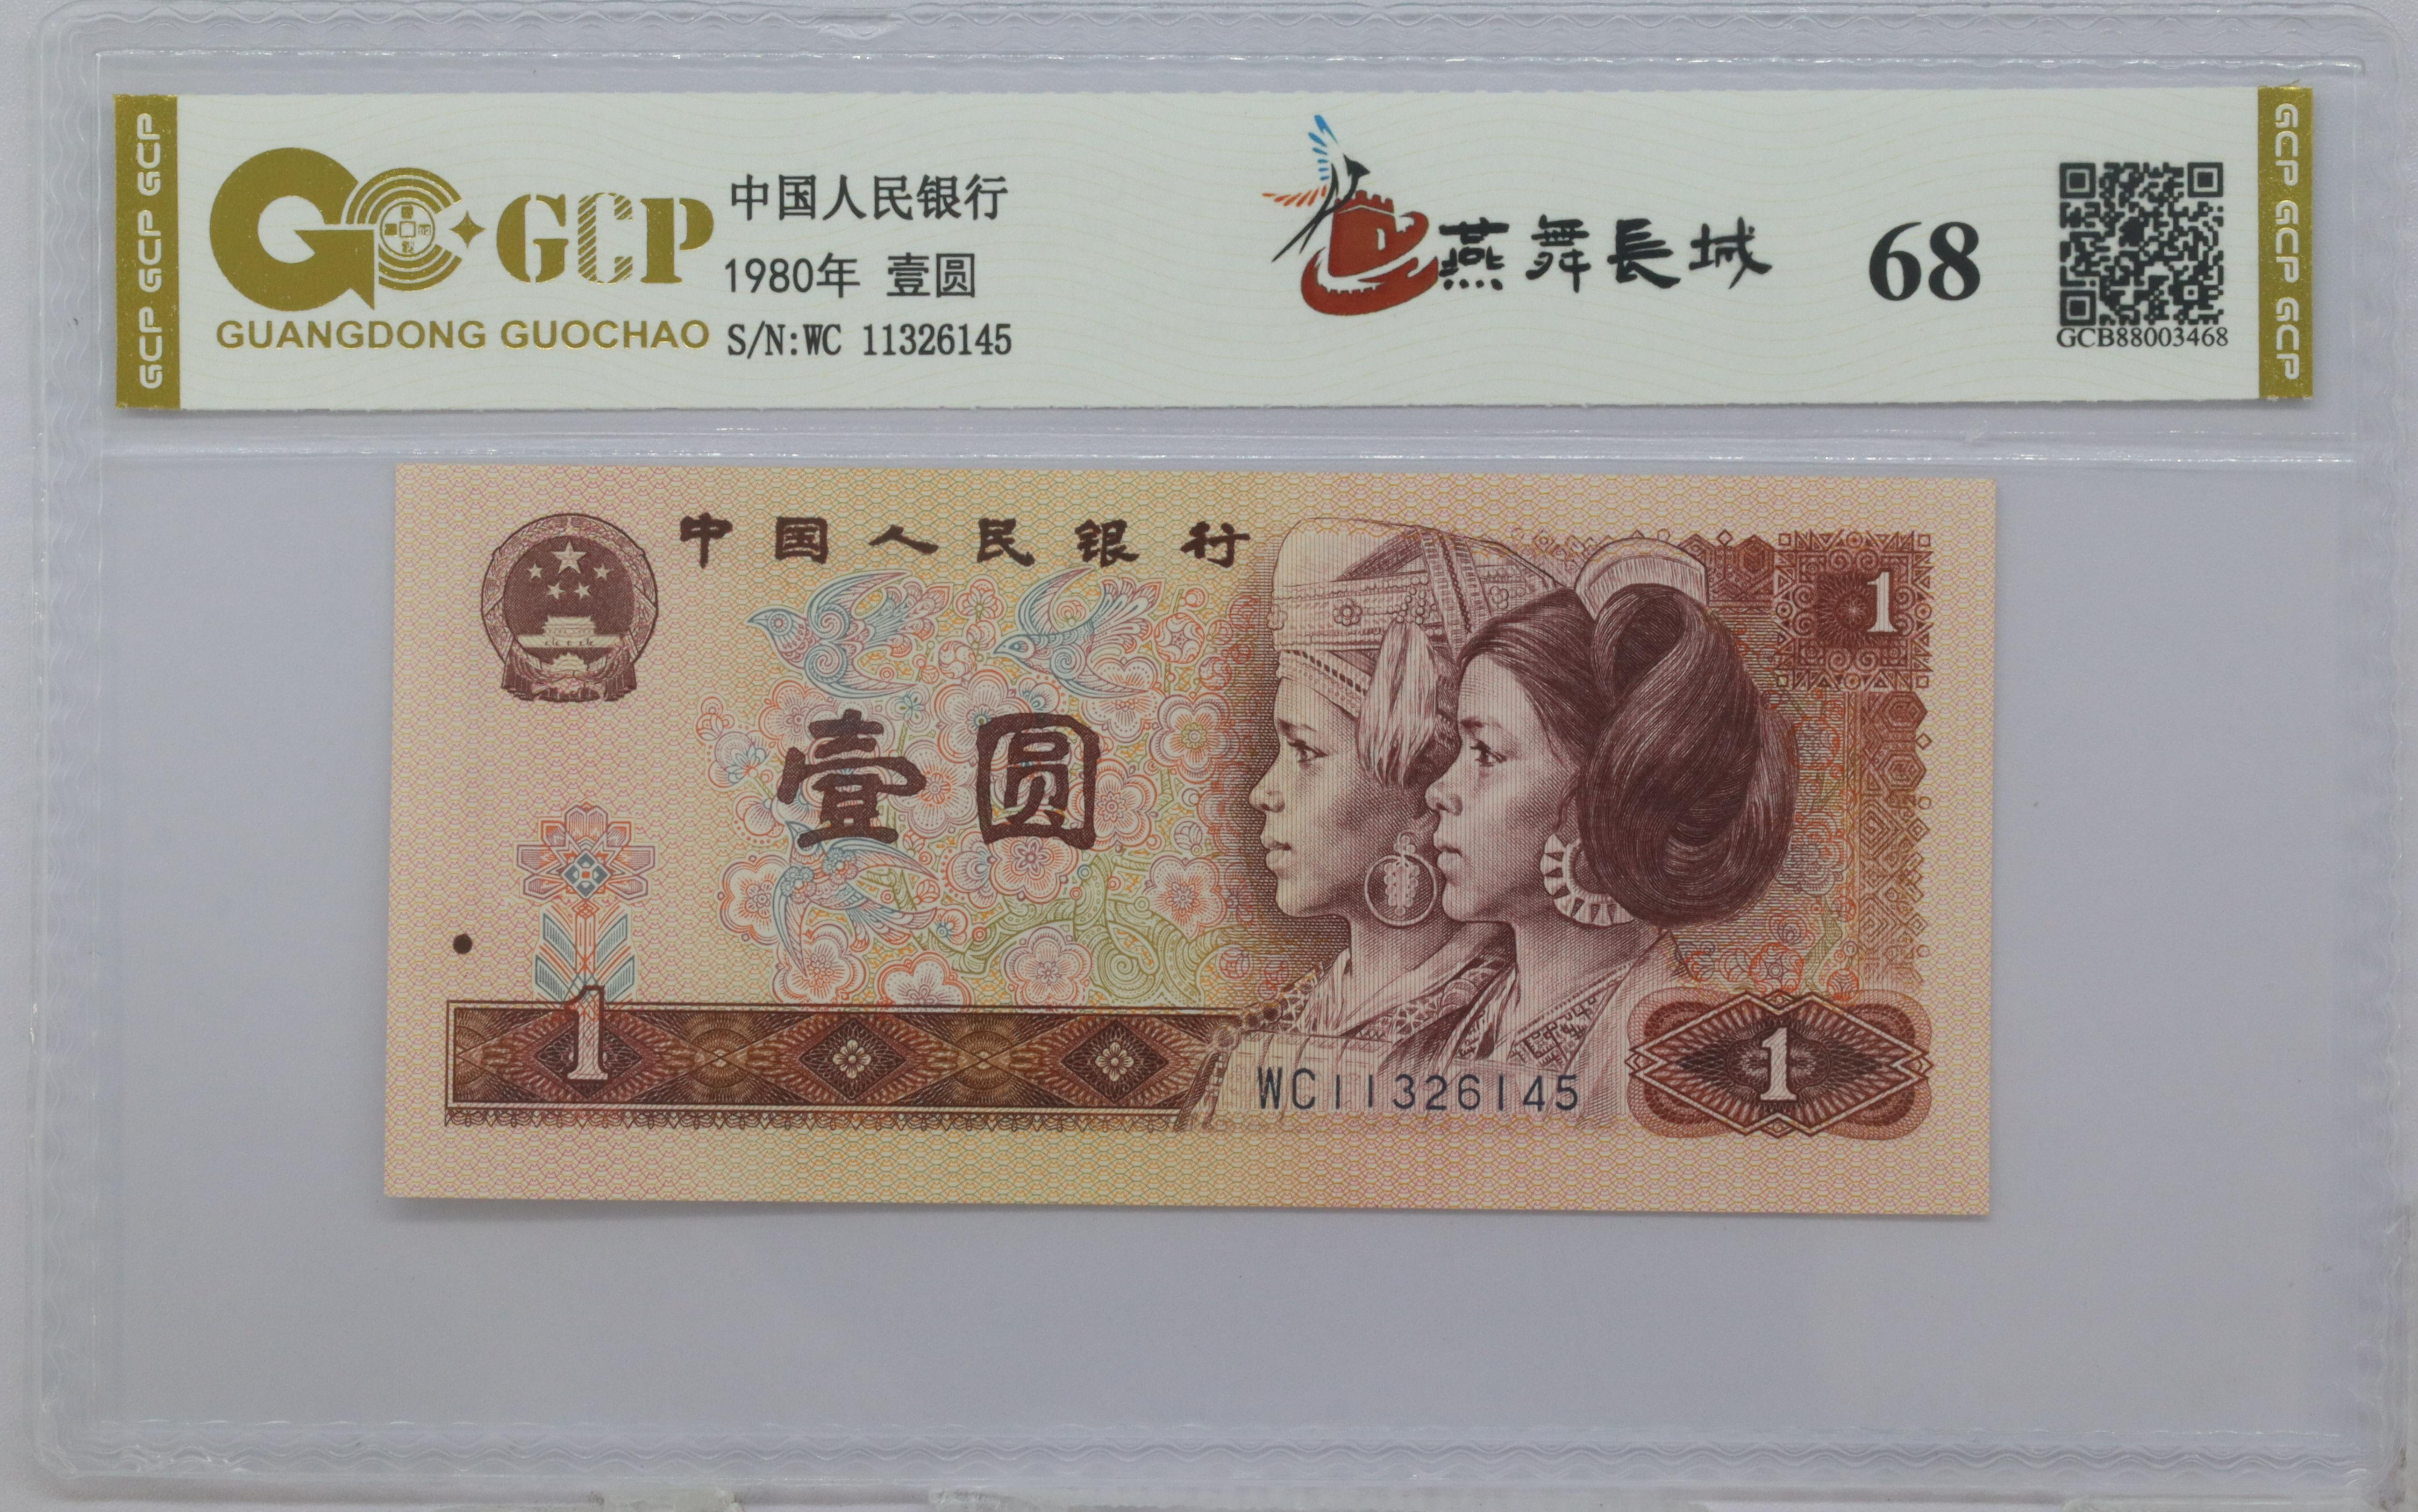 GCP GCP GCP
GCP
GUANGDONG GUOCHAO
中国人民银行
1980年 壹圆
S/N:WC 11326145
燕舞長城
68
GCB88003468
GCP GCP GCP
中国人民银行
1
壹圆
1
WC11326145
1